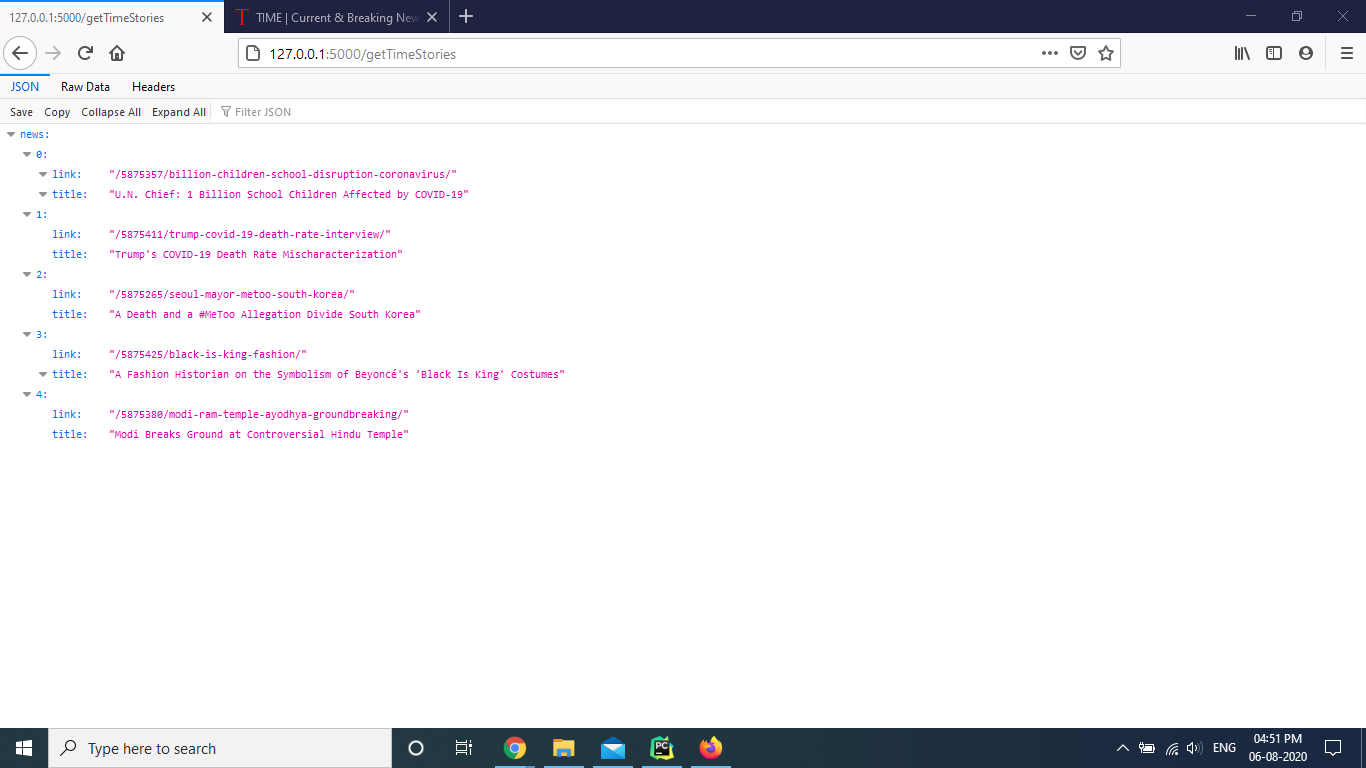 127.0.0.1:5000/getTimeStories
T TIME | Current & Breaking New
127.0.0.1:5000/getTimeStories
JSON Raw Data Headers
Save Copy Collapse All Expand All Filter JSON
news:
0:
link: "/5875357/billion-children-school-disruption-coronavirus/"
title: "U.N. Chief: 1 Billion School Children Affected by COVID-19"
1:
link: "/5875411/trump-covid-19-death-rate-interview/"
title: "Trump's COVID-19 Death Rate Mischaracterization"
2:
link: "/5875265/seoul-mayor-metoo-south-korea/"
title: "A Death and a #MeToo Allegation Divide South Korea"
3:
link: "/5875425/black-is-king-fashion/"
title: "A Fashion Historian on the Symbolism of Beyoncé's 'Black Is King' Costumes"
4:
link: "/5875380/modi-ram-temple-ayodhya-groundbreaking/"
title: "Modi Breaks Ground at Controversial Hindu Temple"
Type here to search
PC
ENG
04:51 PM
06-08-2020